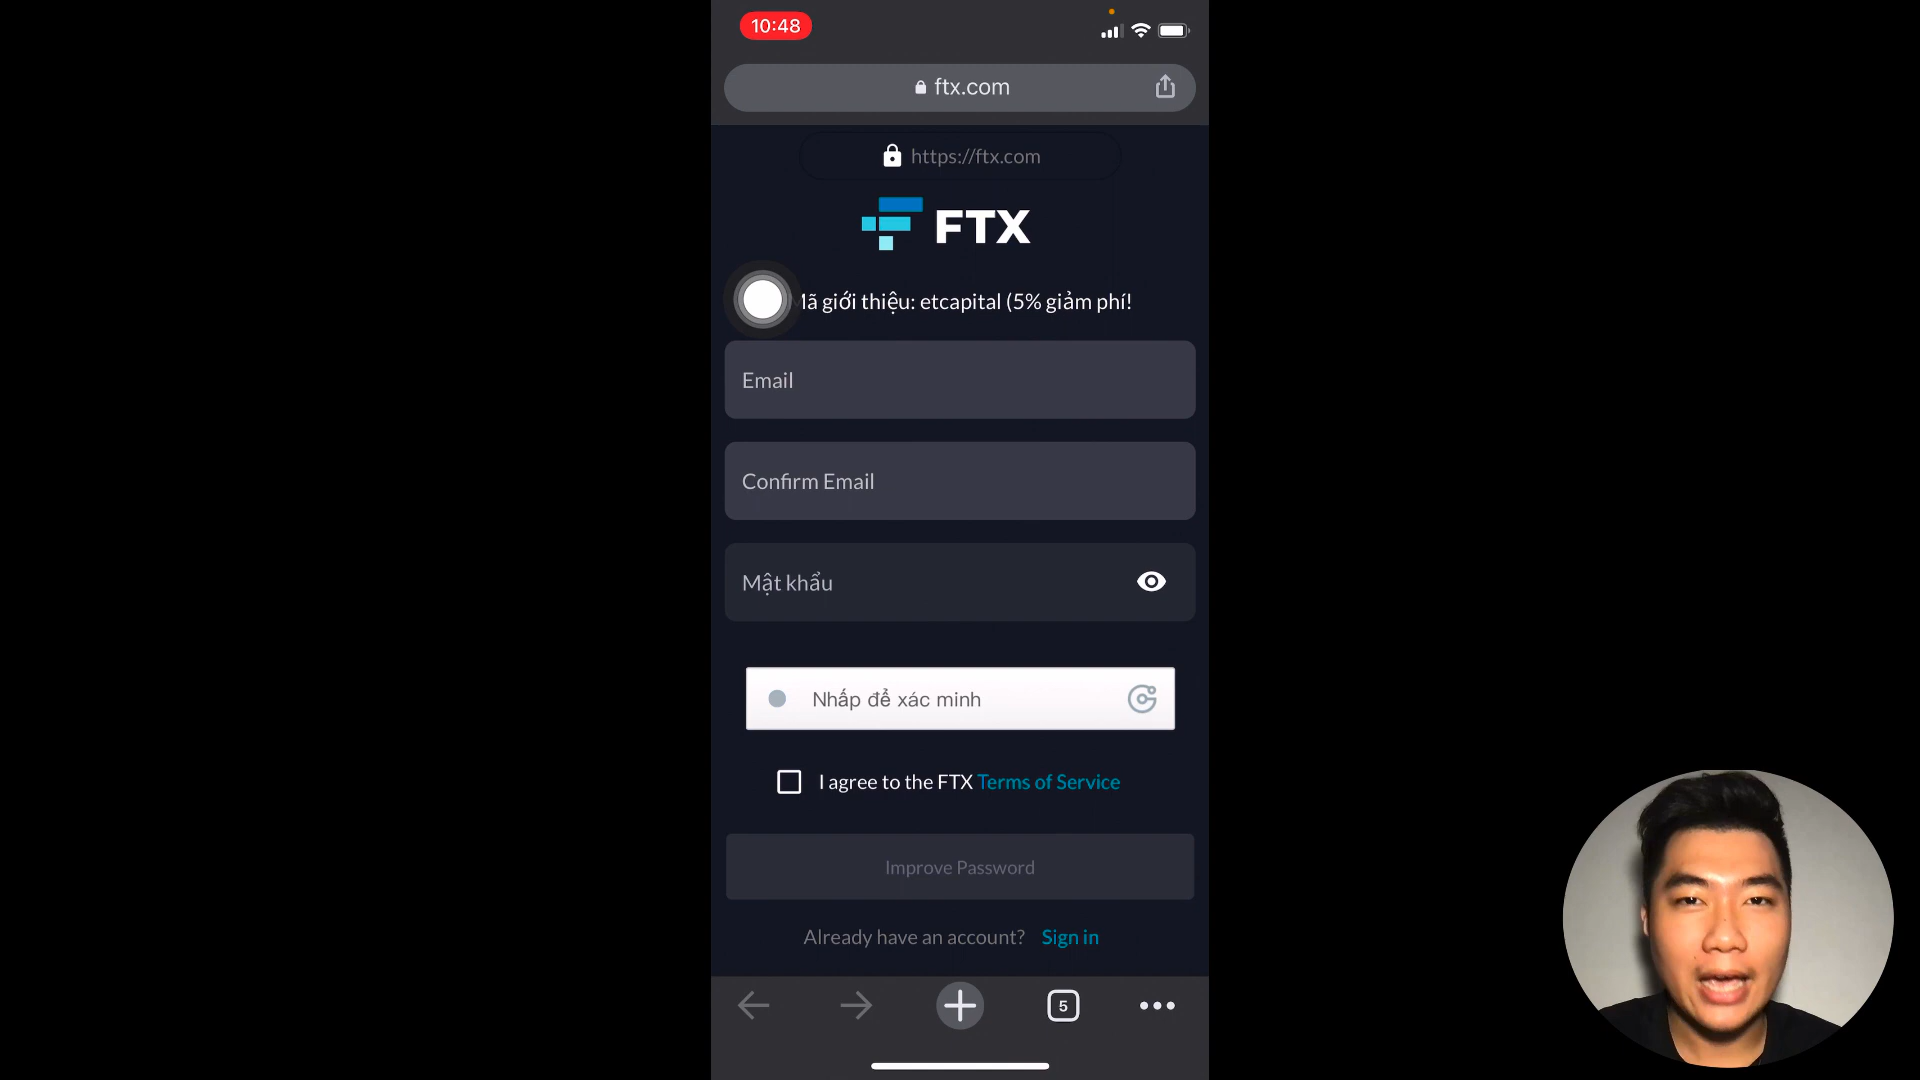 10:48
ftx.com
https://ftx.com
FTX
giới thiệu: etcapital (5% giảm phí!
Email
Confirm Email
Mật khẩu
Nhấp để xác minh
I agree to the FTX Terms of Service
Improve Password
Already have an account? Sign in
5